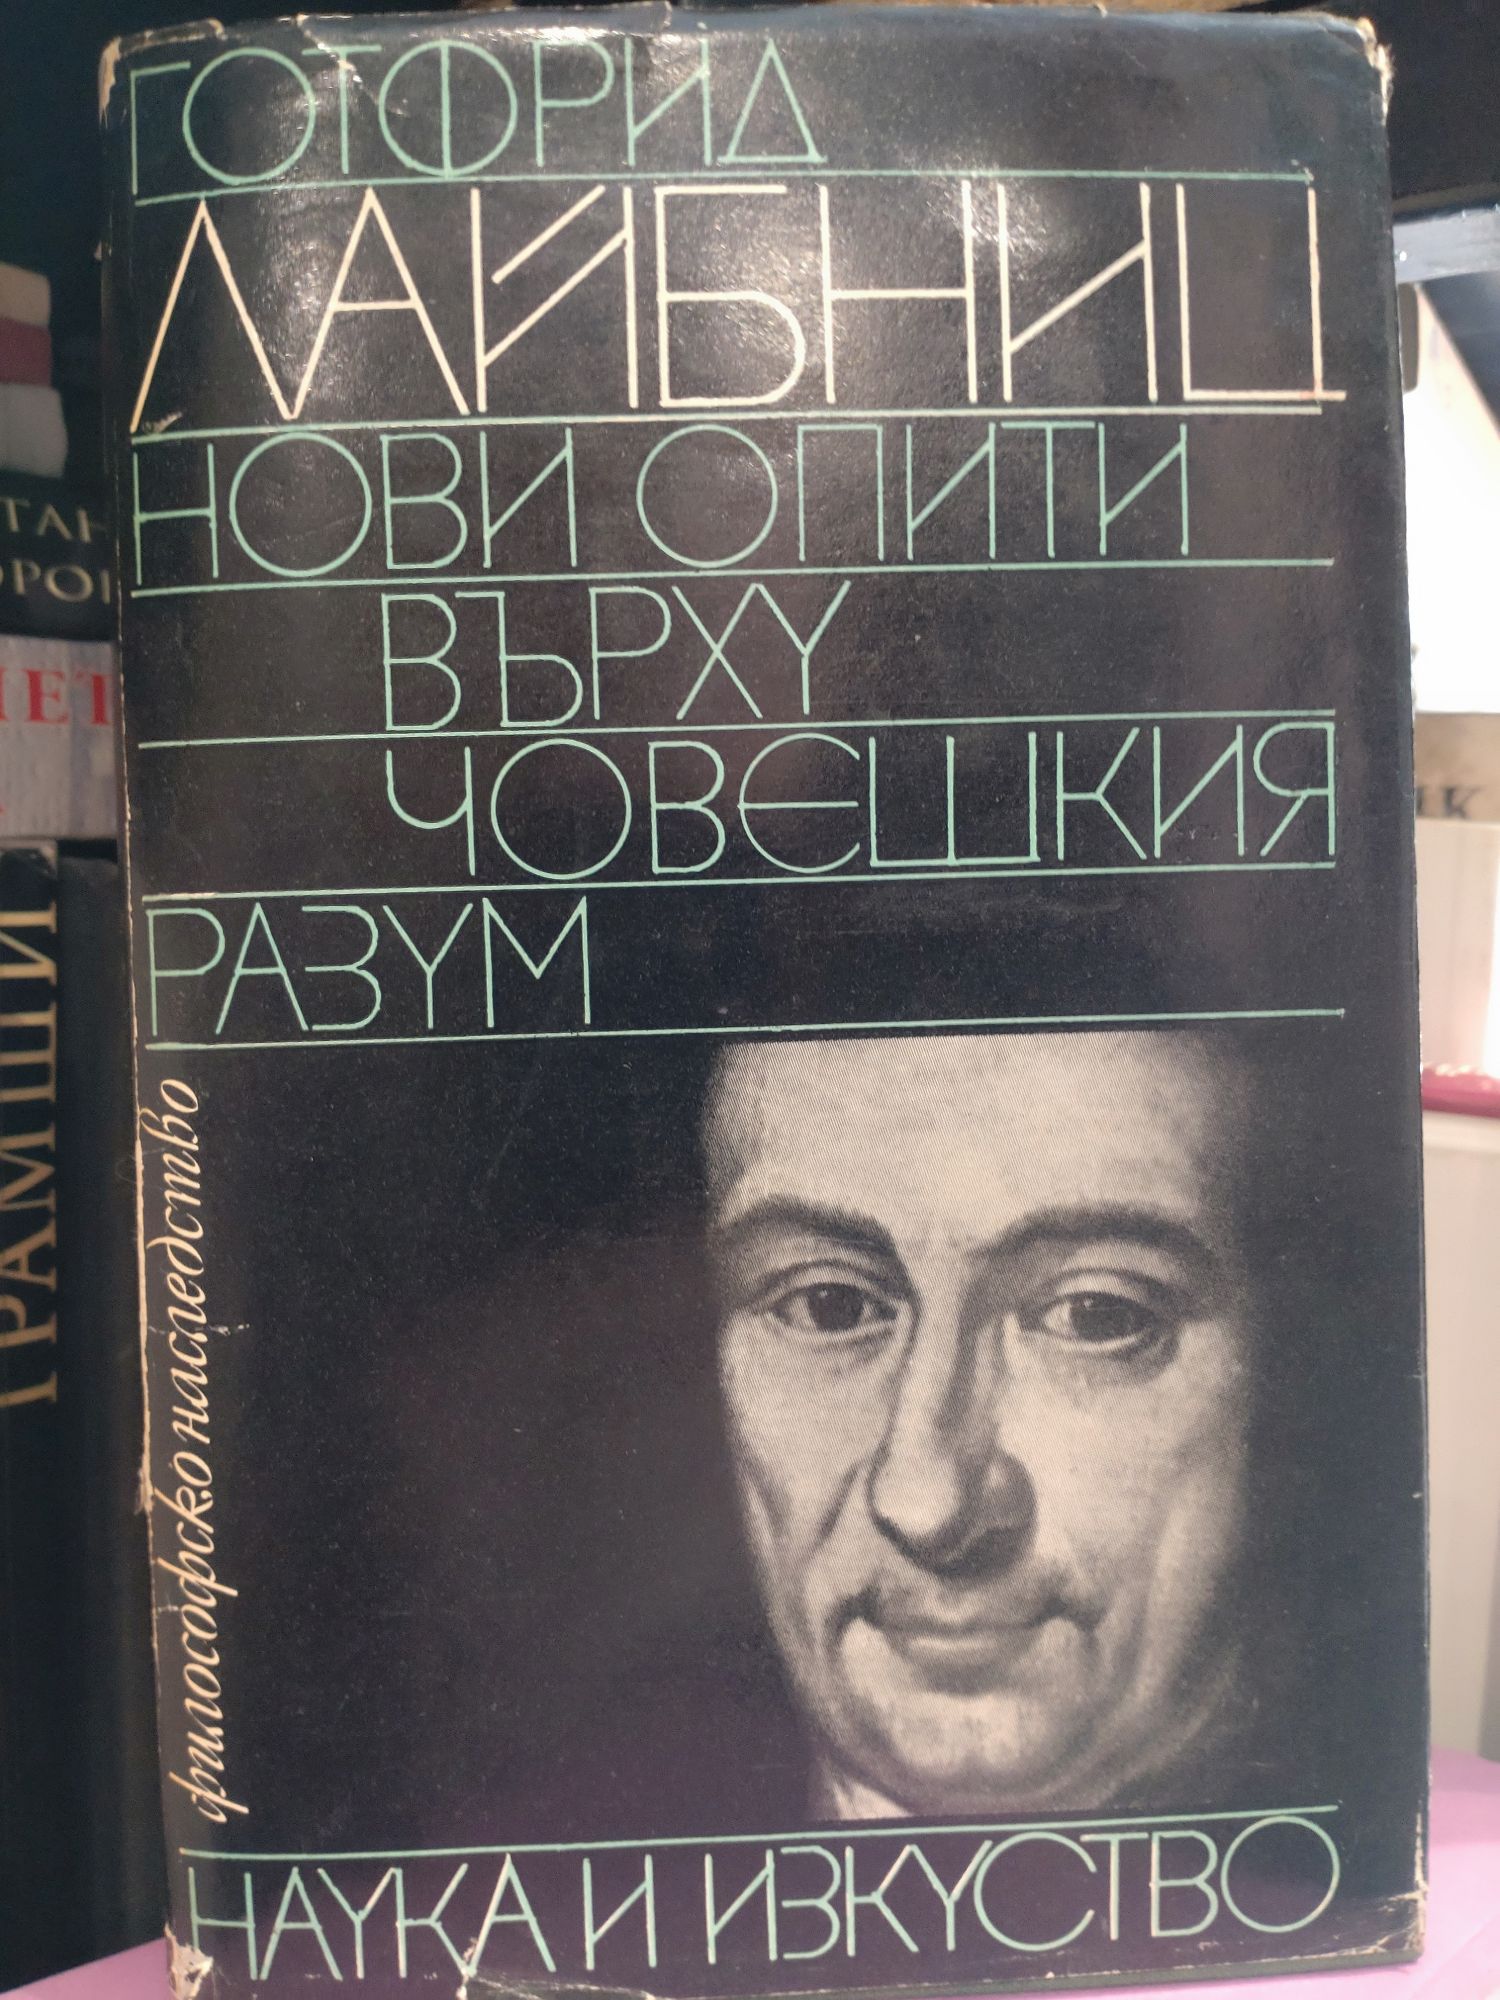 ГОТФРИД
ЛАЙБНИЦ
НОВИ ОПИТИ
ВЪРХУ
ЧОВЕШКИЯ
РАЗУМ
философско наследство
НАУКА И ИЗКУСТВО